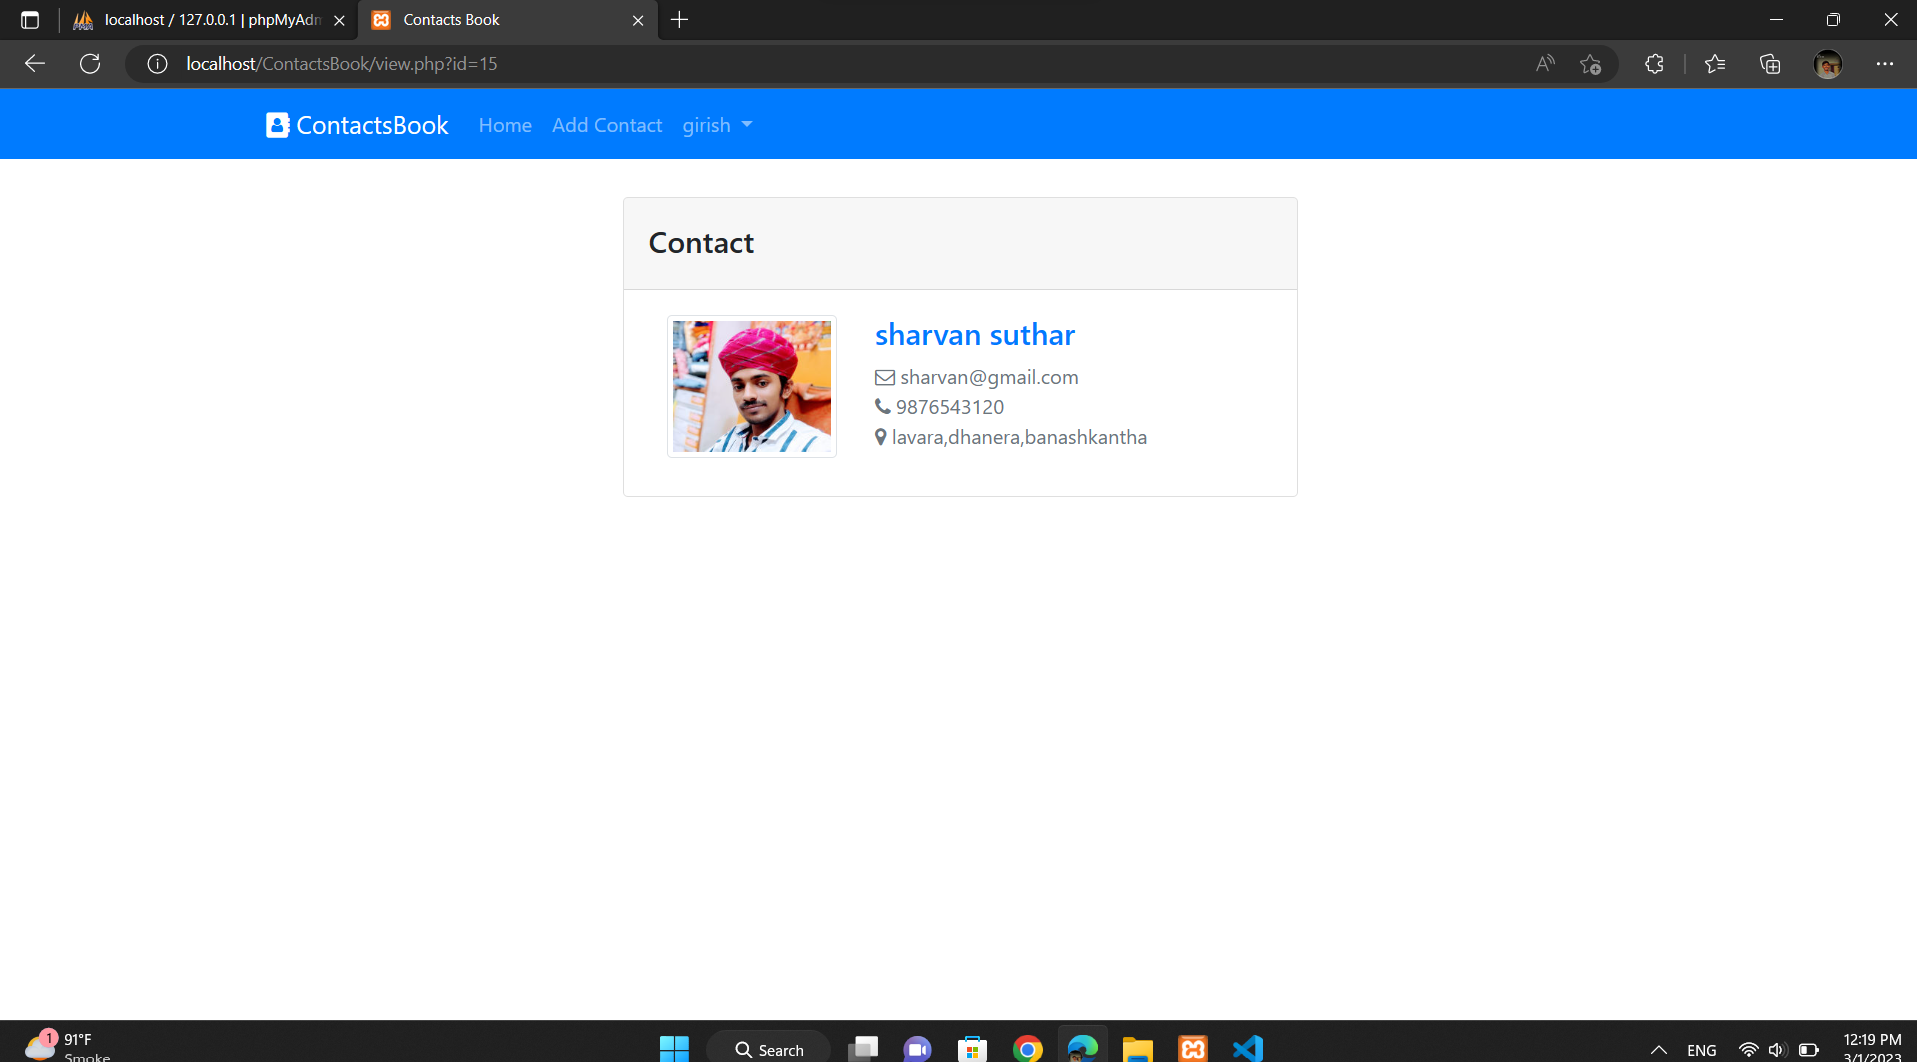 localhost / 127.0.0.1 | phpMyAdm
Contacts Book
localhost/ContactsBook/view.php?id=15
ContactsBook Home Add Contact girish
Contact
sharvan suthar
sharvan@gmail.com
9876543120
lavara,dhanera,banashkantha
1
91°F
Smoke
Search
ENG
12:19 PM
3/1/2023